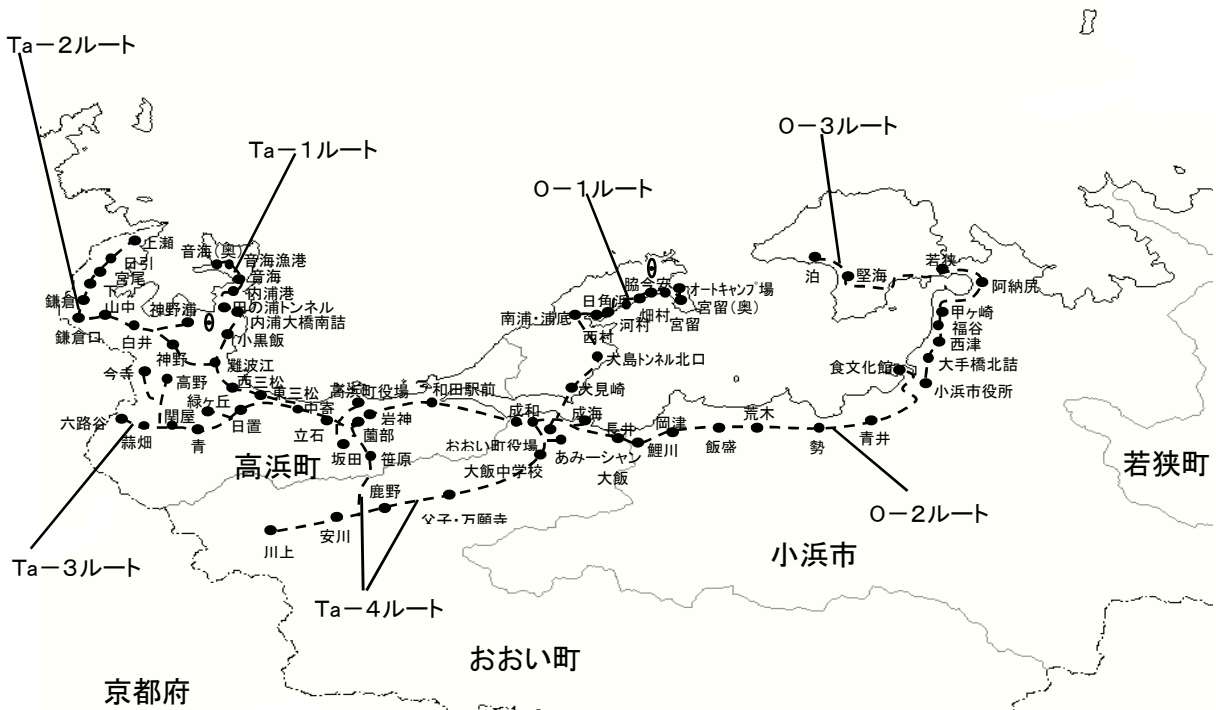 Ta－2ルート
Ta－1ルート
O－3ルート
O－1ルート
上瀬
日引
宮尾
下
鎌倉
山中
鎌倉口
神野浦
白井
神野
音海（奥）
音海漁港
音海
内浦港
田の浦トンネル
内浦大橋南詰
小黒飯
難波江
今寺
高野
西三松
東三松
緑ケ丘
六路谷
蒜畑
関屋
青
日置
中寄
立石
高浜町役場
岩神
薗部
坂田
笹原
和田駅前
高浜町
南浦・浦底
日角浜
西村
河村
脇今安
畑村
オートキャンプ場
宮留（奥）
宮留
大島トンネル北口
犬見崎
成和
成海
おおい町役場
あみーシャン
大飯
大飯中学校
長井
鯉川
岡津
飯盛
荒木
勢
青井
鹿野
父子・万願寺
安川
川上
泊
堅海
若狭
阿納尻
甲ヶ崎
福谷
西津
大手橋北詰
食文化館
小浜市役所
若狭町
O－2ルート
小浜市
Ta－3ルート
Ta－4ルート
おおい町
京都府